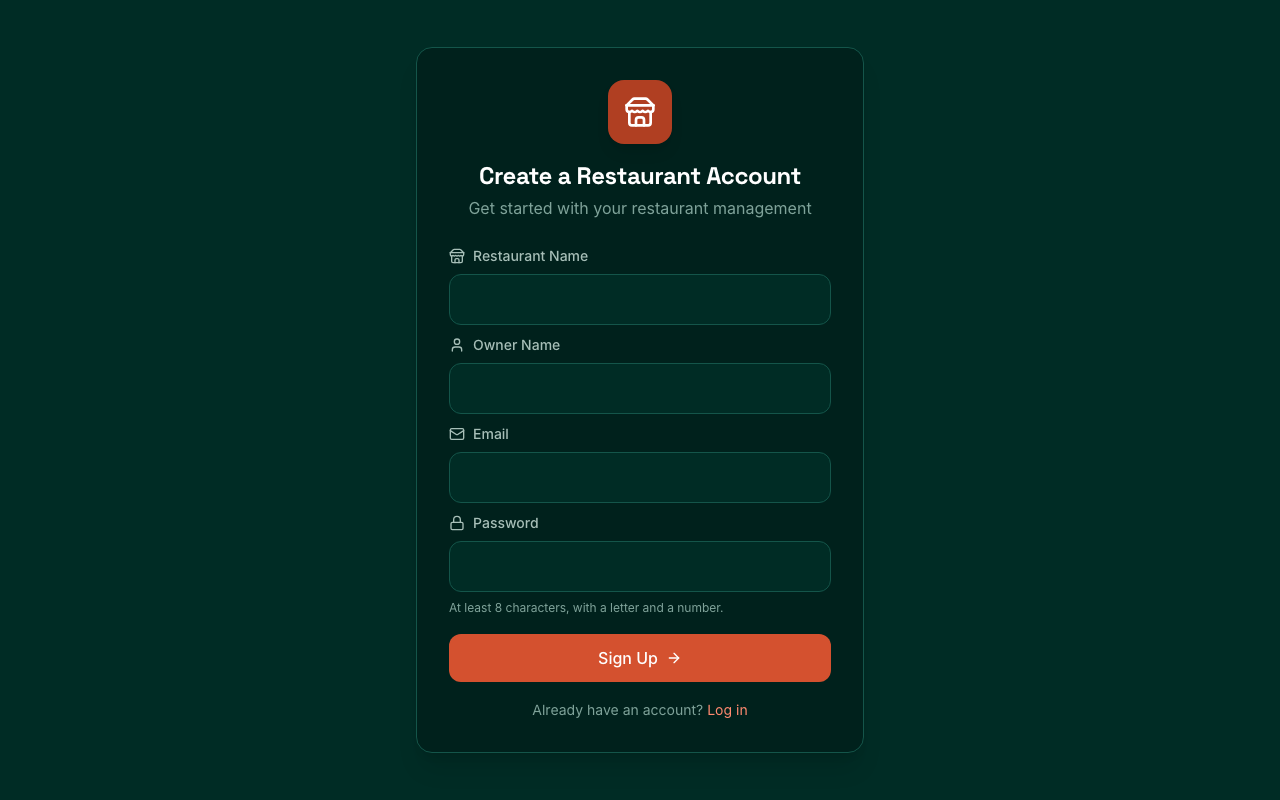 Create a Restaurant Account
Get started with your restaurant management
Restaurant Name
Owner Name
Email
Password
At least 8 characters, with a letter and a number.
Sign Up
Already have an account? Log in